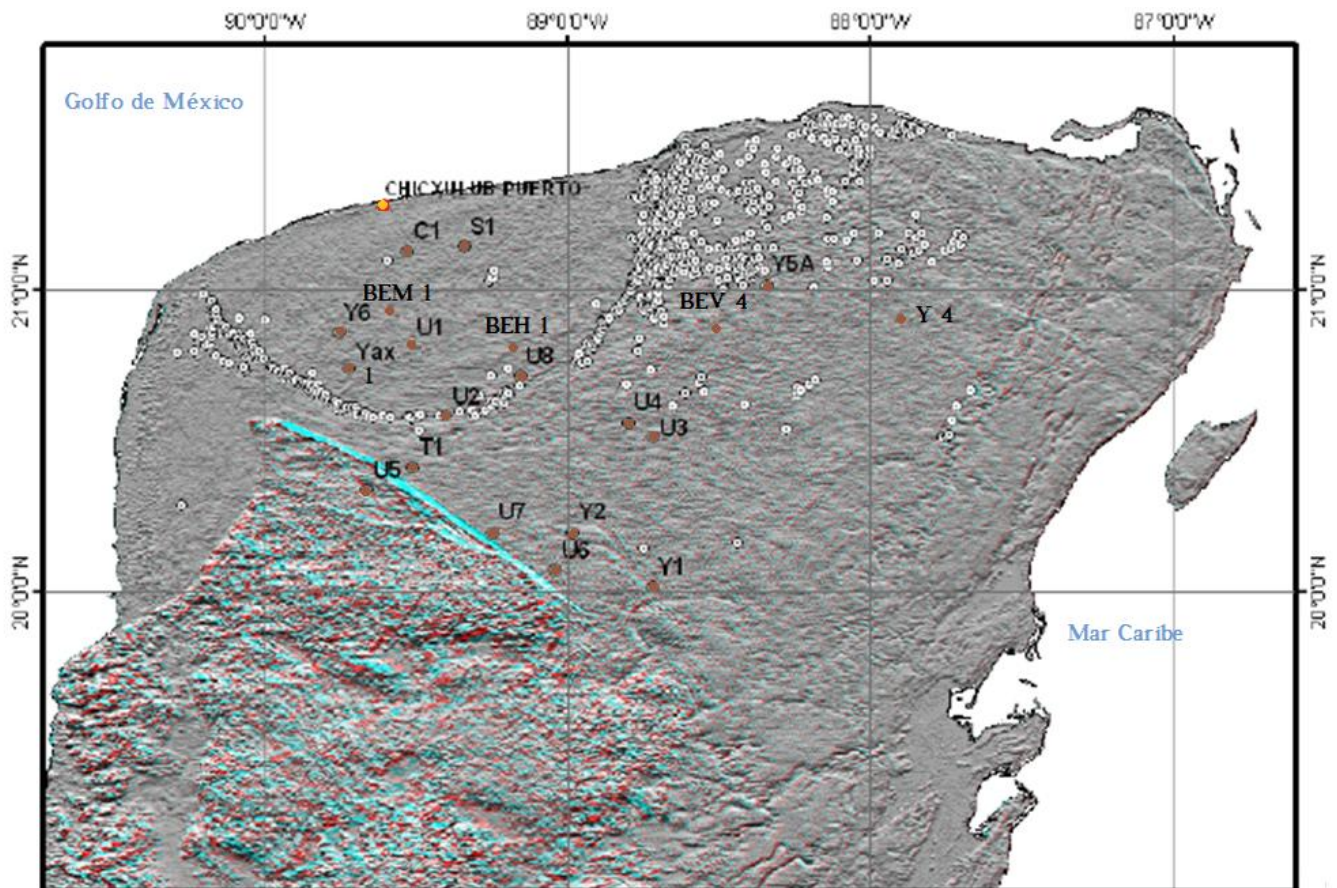 90°0'0"W
89°0'0"W
88°0'0"W
87°0'0"W
Golfo de México
CHICXULUB PUERTO
C1
S1
21°0'0"N
21°0'0"N
Y5A
BEM 1
BEV 4
Y6
U1
BEH 1
Y 4
Yax
1
U8
U2
U4
U3
T1
U5
U7
Y2
U6
Y1
20°0'0"N
20°0'0"N
Mar Caribe